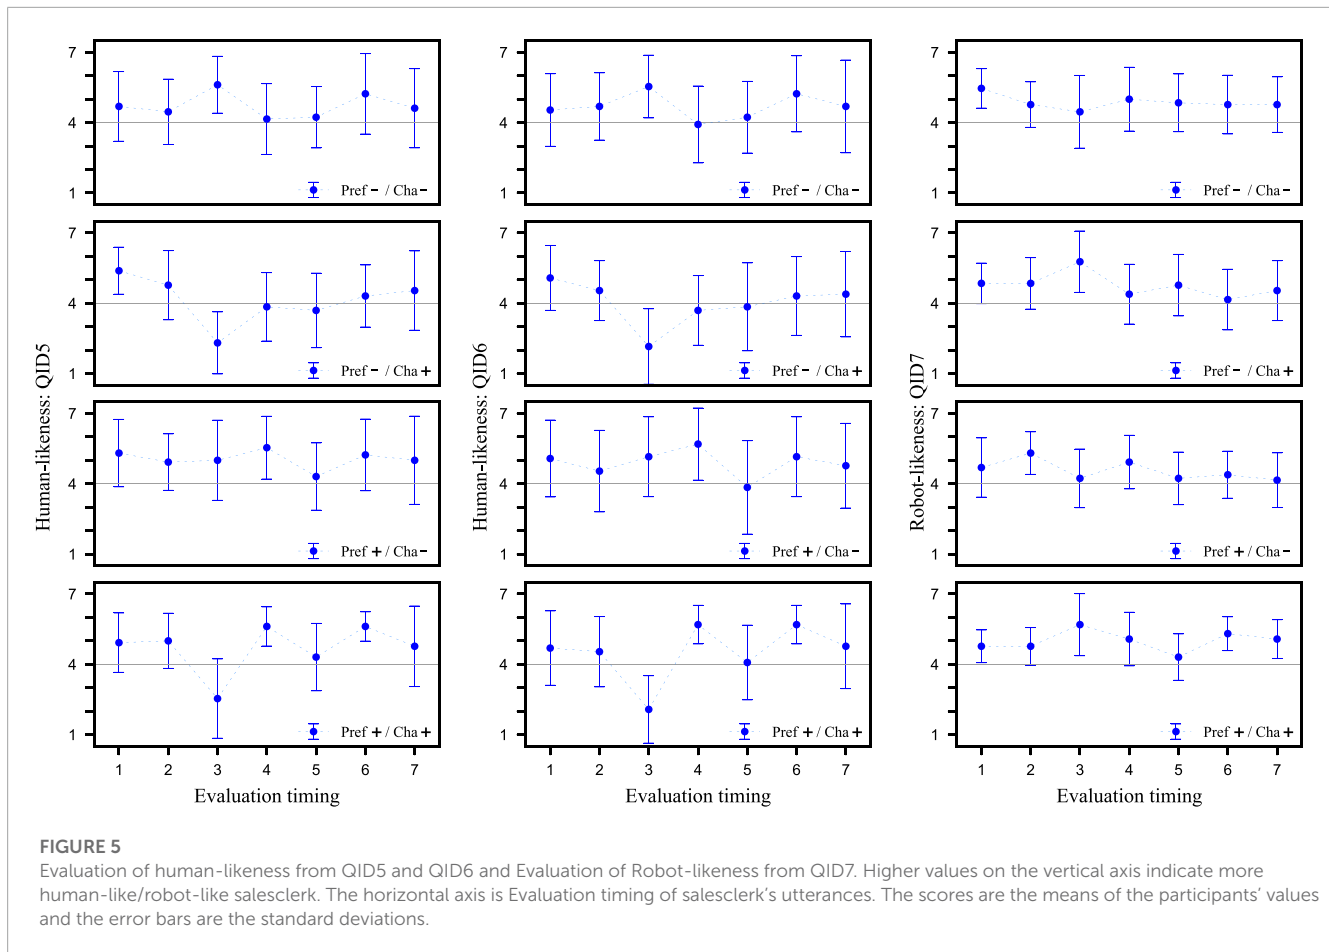 7
4
1
Pref − / Cha −
7
4
1
Pref − / Cha −
7
4
1
Pref − / Cha −
7
4
1
Pref − / Cha +
7
4
1
Pref − / Cha +
7
4
1
Pref − / Cha +
7
4
1
Pref + / Cha −
7
4
1
Pref + / Cha −
7
4
1
Pref + / Cha −
7
4
1
Pref + / Cha +
7
4
1
Pref + / Cha +
7
4
1
Pref + / Cha +
Human-likeness: QID5
Human-likeness: QID6
Robot-likeness: QID7
1 2 3 4 5 6 7
1 2 3 4 5 6 7
1 2 3 4 5 6 7
Evaluation timing
Evaluation timing
Evaluation timing
FIGURE 5
Evaluation of human-likeness from QID5 and QID6 and Evaluation of Robot-likeness from QID7. Higher values on the vertical axis indicate more
human-like/robot-like salesclerk. The horizontal axis is Evaluation timing of salesclerk's utterances. The scores are the means of the participants' values
and the error bars are the standard deviations.